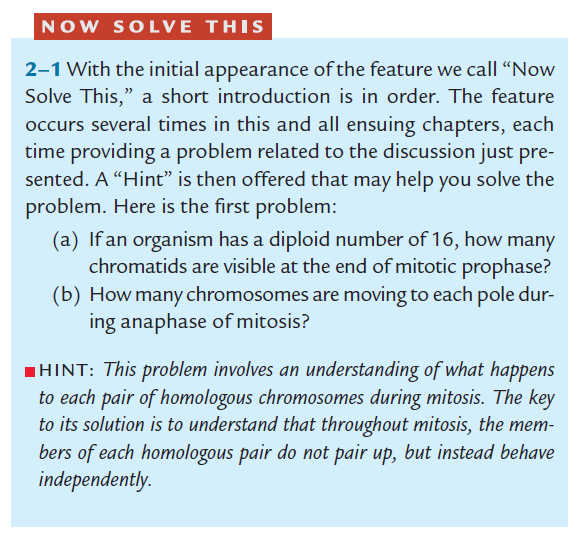 NOW SOLVE THIS
2–1 With the initial appearance of the feature we call “Now
Solve This,” a short introduction is in order. The feature
occurs several times in this and all ensuing chapters, each
time providing a problem related to the discussion just pre-
sented. A “Hint” is then offered that may help you solve the
problem. Here is the first problem:
(a) If an organism has a diploid number of 16, how many
chromatids are visible at the end of mitotic prophase?
(b) How many chromosomes are moving to each pole dur-
ing anaphase of mitosis?
HINT: This problem involves an understanding of what happens
to each pair of homologous chromosomes during mitosis. The key
to its solution is to understand that throughout mitosis, the mem-
bers of each homologous pair do not pair up, but instead behave
independently.